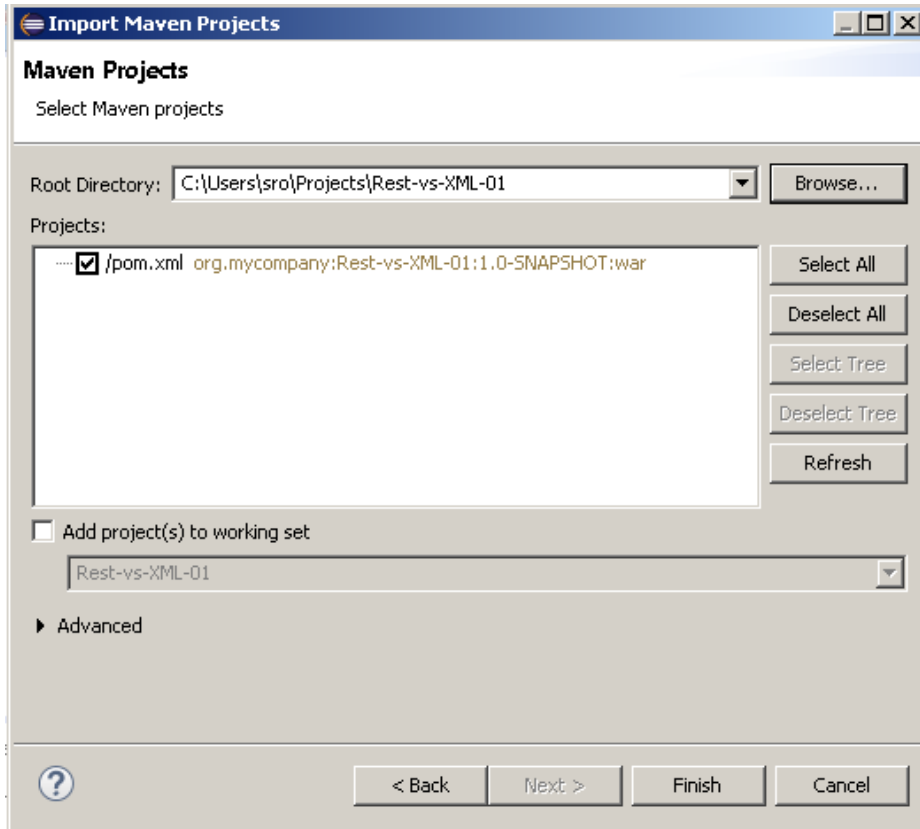 Import Maven Projects
Maven Projects
Select Maven projects
Root Directory: C:\Users\sro\Projects\Rest-vs-XML-01 Browse...
Projects:
/pom.xml org.mycompany:Rest-vs-XML-01:1.0-SNAPSHOT:war
Select All
Deselect All
Select Tree
Deselect Tree
Refresh
Add project(s) to working set
Rest-vs-XML-01
Advanced
? < Back Next > Finish Cancel